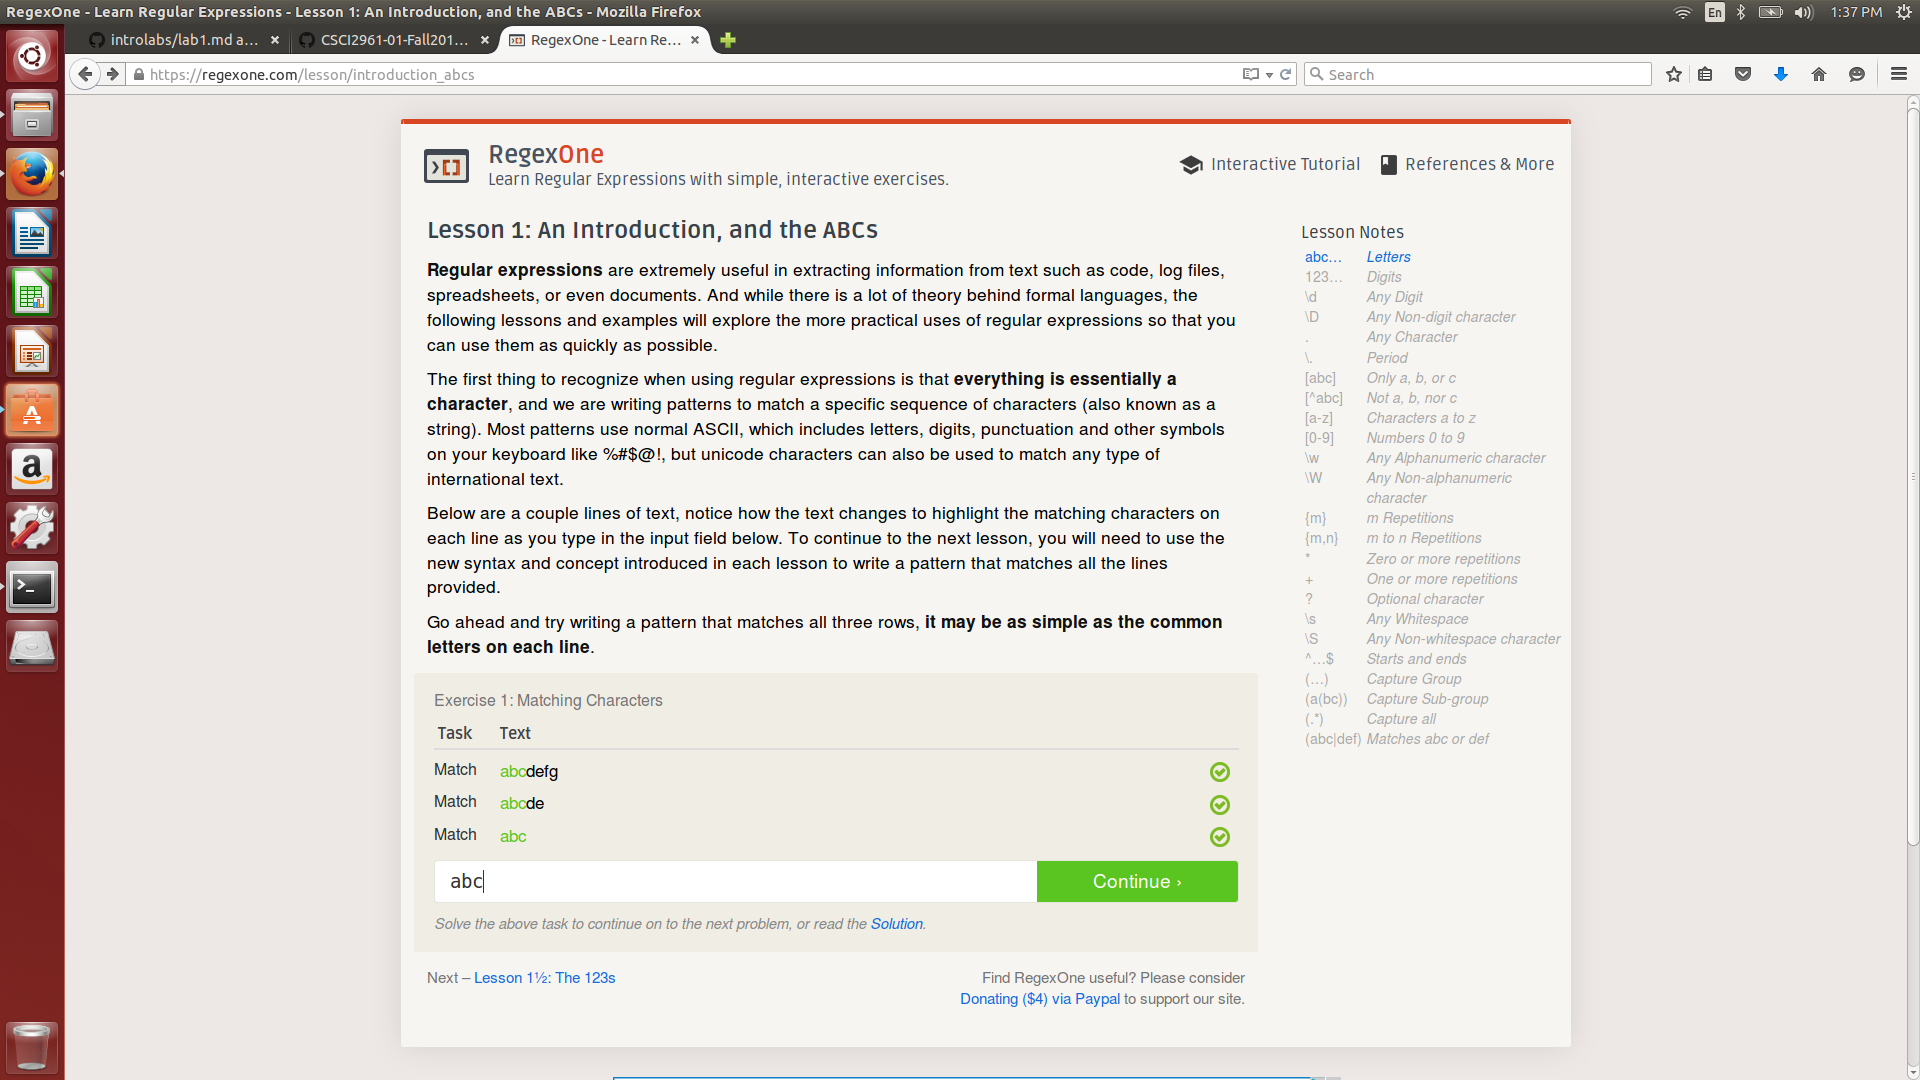 RegexOne - Learn Regular Expressions - Lesson 1: An Introduction, and the ABCs - Mozilla Firefox
En
1:37 PM
introlabs/lab1.md a...
CSCI2961-01-Fall201...
RegexOne - Learn Re...
https://regexone.com/lesson/introduction_abcs
Search
RegexOne
Learn Regular Expressions with simple, interactive exercises.
Interactive Tutorial
References & More
Lesson 1: An Introduction, and the ABCs
Regular expressions are extremely useful in extracting information from text such as code, log files,
spreadsheets, or even documents. And while there is a lot of theory behind formal languages, the
following lessons and examples will explore the more practical uses of regular expressions so that you
can use them as quickly as possible.
The first thing to recognize when using regular expressions is that everything is essentially a
character, and we are writing patterns to match a specific sequence of characters (also known as a
string). Most patterns use normal ASCII, which includes letters, digits, punctuation and other symbols
on your keyboard like %#$@!, but unicode characters can also be used to match any type of
international text.
Below are a couple lines of text, notice how the text changes to highlight the matching characters on
each line as you type in the input field below. To continue to the next lesson, you will need to use the
new syntax and concept introduced in each lesson to write a pattern that matches all the lines
provided.
Go ahead and try writing a pattern that matches all three rows, it may be as simple as the common
letters on each line.
Exercise 1: Matching Characters
Task Text
Match abcdefg
Match abcde
Match abc
abc
Continue ›
Solve the above task to continue on to the next problem, or read the Solution.
Next – Lesson 1½: The 123s
Find RegexOne useful? Please consider
Donating ($4) via Paypal to support our site.
Lesson Notes
abc… Letters
123… Digits
\d Any Digit
\D Any Non-digit character
. Any Character
\. Period
[abc] Only a, b, or c
[^abc] Not a, b, nor c
[a-z] Characters a to z
[0-9] Numbers 0 to 9
\w Any Alphanumeric character
\W Any Non-alphanumeric
character
{m} m Repetitions
{m,n} m to n Repetitions
* Zero or more repetitions
+ One or more repetitions
? Optional character
\s Any Whitespace
\S Any Non-whitespace character
^…$ Starts and ends
(…) Capture Group
(a(bc)) Capture Sub-group
(.*) Capture all
(abc|def) Matches abc or def